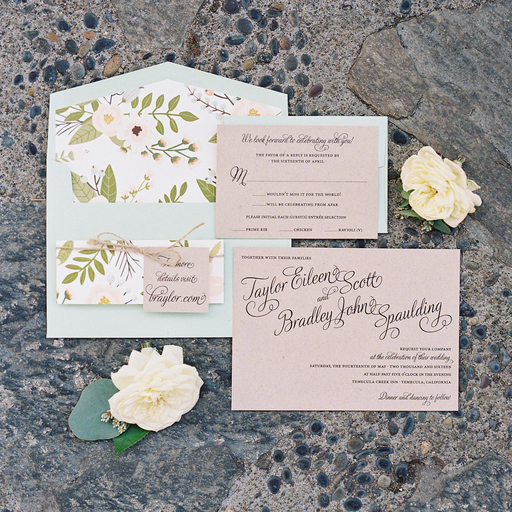 We look forward to celebrating with you!
THE FAVOR OF A REPLY IS REQUESTED BY
THE SIXTEENTH OF APRIL
M
WOULDN'T MISS IT FOR THE WORLD!
WILL BE CELEBRATING FROM AFAR
PLEASE INITIAL EACH GUEST(S) ENTRÉE SELECTION
PRIME RIB CHICKEN RAVIOLI (V)
more
details visit
braylor.com
TOGETHER WITH THEIR FAMILIES
Taylor Eileen Scott
and
Bradley John Spaulding
REQUEST YOUR COMPANY
at the celebration of their wedding
SATURDAY, THE FOURTEENTH OF MAY · TWO THOUSAND AND SIXTEEN
AT HALF PAST FIVE O'CLOCK IN THE EVENING
TEMECULA CREEK INN · TEMECULA, CALIFORNIA
Dinner and dancing to follow!